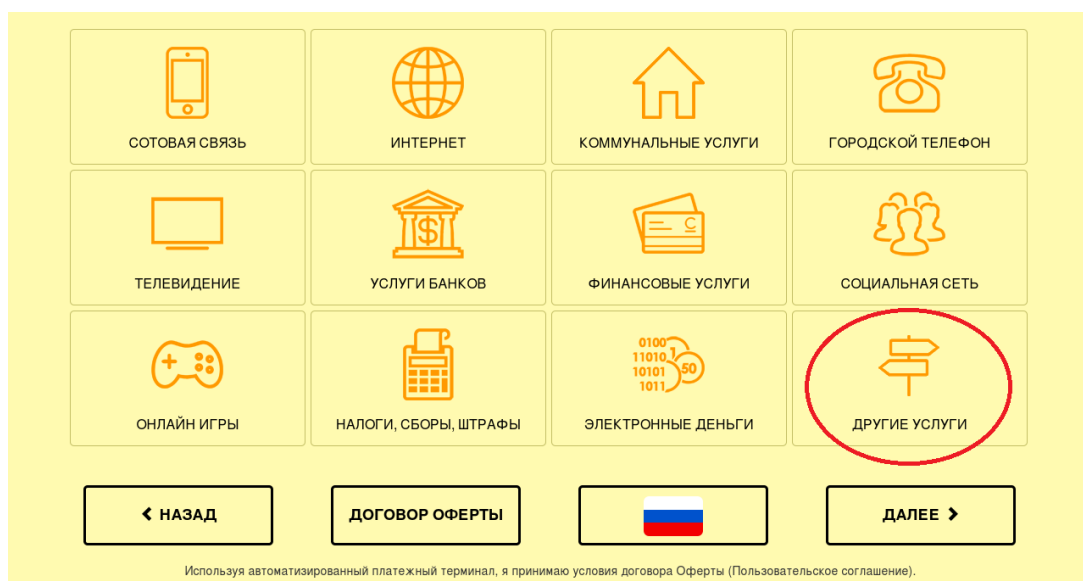 СОТОВАЯ СВЯЗЬ
ИНТЕРНЕТ
КОММУНАЛЬНЫЕ УСЛУГИ
ГОРОДСКОЙ ТЕЛЕФОН
$
C
ТЕЛЕВИДЕНИЕ
УСЛУГИ БАНКОВ
ФИНАНСОВЫЕ УСЛУГИ
СОЦИАЛЬНАЯ СЕТЬ
0100
11010 1
10101 50
1011
ОНЛАЙН ИГРЫ
НАЛОГИ, СБОРЫ, ШТРАФЫ
ЭЛЕКТРОННЫЕ ДЕНЬГИ
ДРУГИЕ УСЛУГИ
НАЗАД
ДОГОВОР ОФЕРТЫ
ДАЛЕЕ
Используя автоматизированный платежный терминал, я принимаю условия договора Оферты (Пользовательское соглашение).